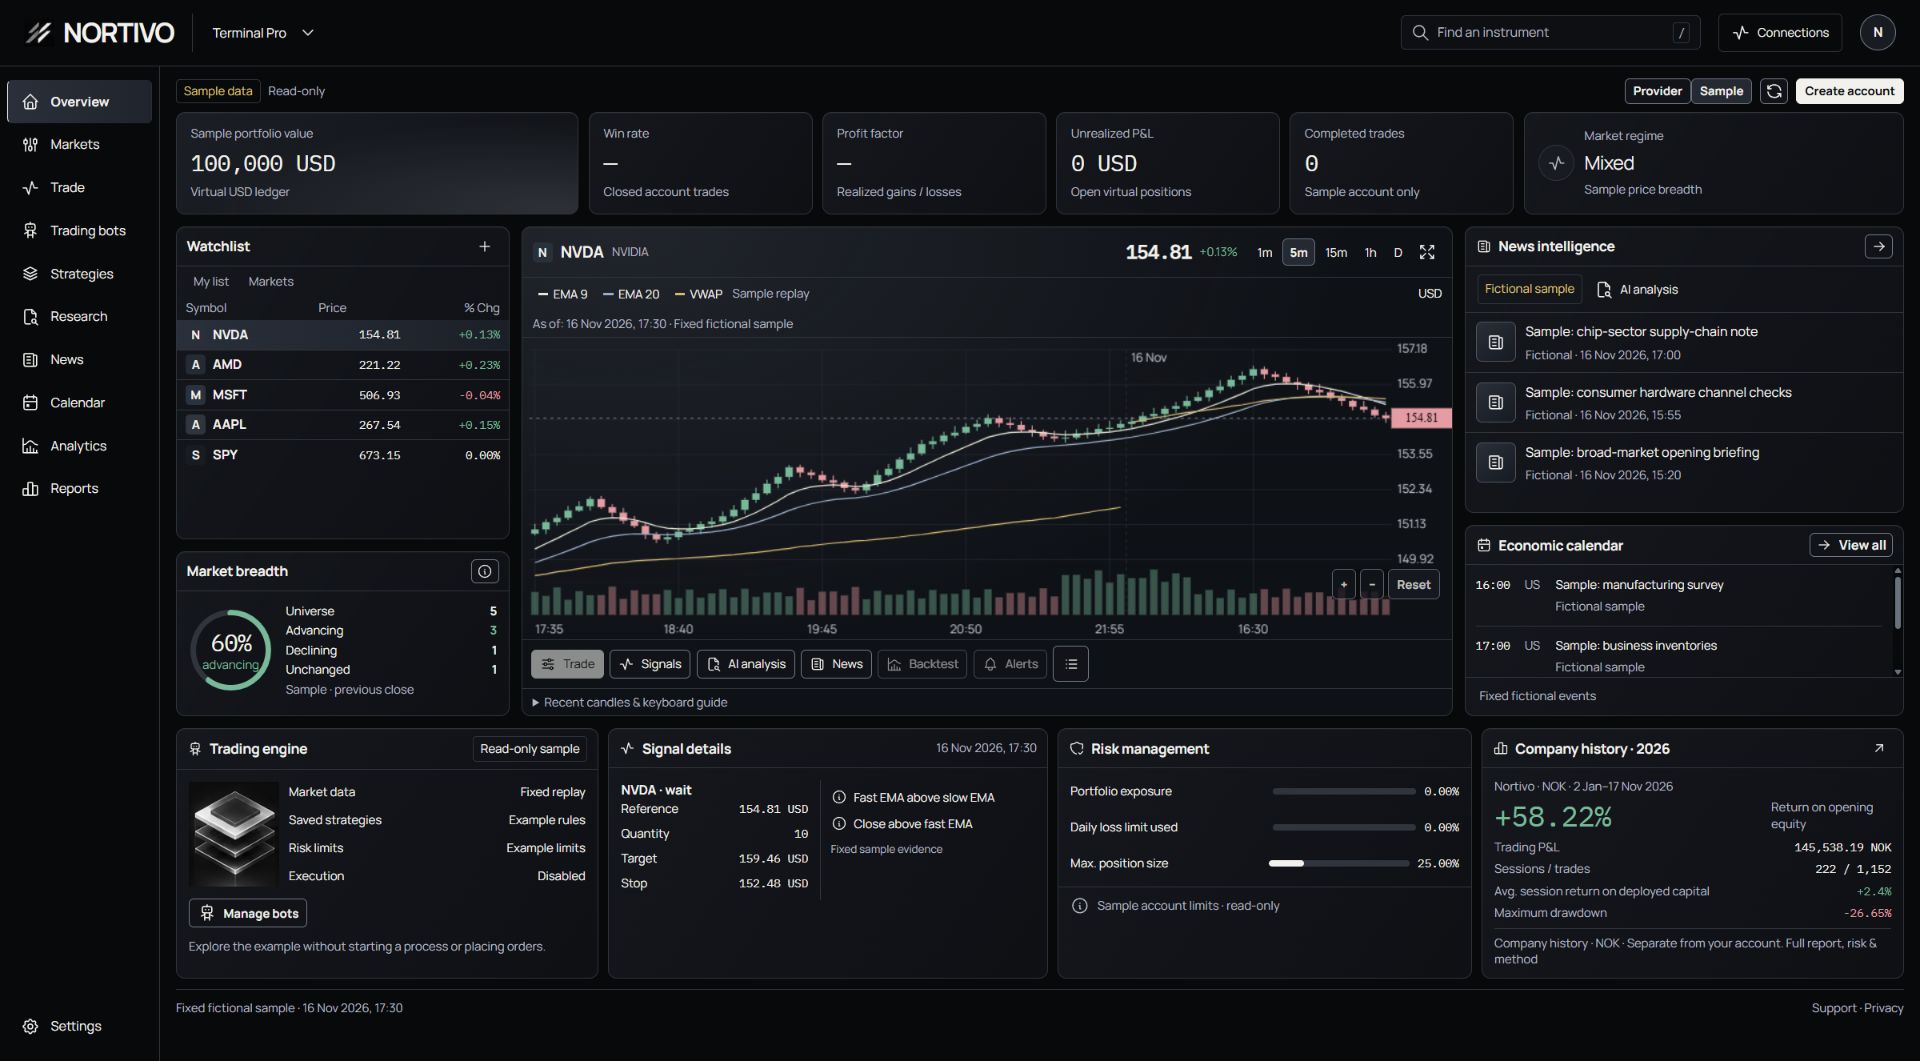 NORTIVO
Terminal Pro
Find an instrument
/
Connections
N
Overview
Markets
Trade
Trading bots
Strategies
Research
News
Calendar
Analytics
Reports
Settings
Sample data
Read-only
Provider
Sample
Create account
Sample portfolio value
100,000 USD
Virtual USD ledger
Win rate
—
Closed account trades
Profit factor
—
Realized gains / losses
Unrealized P&L
0 USD
Open virtual positions
Completed trades
0
Sample account only
Market regime
Mixed
Sample price breadth
Watchlist
+
My list Markets
Symbol Price % Chg
N NVDA 154.81 +0.13%
A AMD 221.22 +0.23%
M MSFT 506.93 -0.04%
A AAPL 267.54 +0.15%
S SPY 673.15 0.00%
Market breadth
60%
advancing
Universe 5
Advancing 3
Declining 1
Unchanged 1
Sample · previous close
N NVDA NVIDIA
154.81 +0.13%
1m 5m 15m 1h D
EMA 9 EMA 20 VWAP Sample replay
USD
As of: 16 Nov 2026, 17:30 · Fixed fictional sample
16 Nov
157.18
155.97
154.81
153.55
152.34
151.13
149.92
+ - Reset
17:35 18:40 19:45 20:50 21:55 16:30
Trade
Signals
AI analysis
News
Backtest
Alerts
Recent candles & keyboard guide
News intelligence
Fictional sample
AI analysis
Sample: chip-sector supply-chain note
Fictional · 16 Nov 2026, 17:00
Sample: consumer hardware channel checks
Fictional · 16 Nov 2026, 15:55
Sample: broad-market opening briefing
Fictional · 16 Nov 2026, 15:20
Economic calendar
View all
16:00 US Sample: manufacturing survey
Fictional sample
17:00 US Sample: business inventories
Fictional sample
Fixed fictional events
Trading engine
Read-only sample
Market data Fixed replay
Saved strategies Example rules
Risk limits Example limits
Execution Disabled
Manage bots
Explore the example without starting a process or placing orders.
Signal details
16 Nov 2026, 17:30
NVDA · wait
Reference 154.81 USD
Quantity 10
Target 159.46 USD
Stop 152.48 USD
Fast EMA above slow EMA
Close above fast EMA
Fixed sample evidence
Risk management
Portfolio exposure 0.00%
Daily loss limit used 0.00%
Max. position size 25.00%
Sample account limits · read-only
Company history · 2026
Nortivo · NOK · 2 Jan–17 Nov 2026
+58.22%
Return on opening
equity
Trading P&L 145,538.19 NOK
Sessions / trades 222 / 1,152
Avg. session return on deployed capital +2.4%
Maximum drawdown -26.65%
Company history · NOK · Separate from your account. Full report, risk &
method
Fixed fictional sample · 16 Nov 2026, 17:30
Support · Privacy